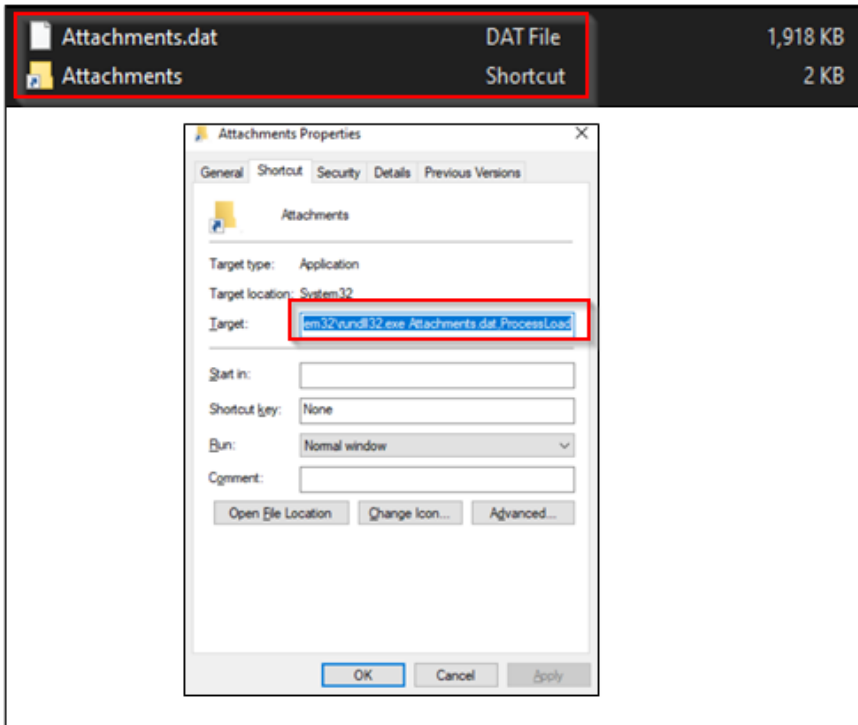 Attachments.dat DAT File 1,918 KB
Attachments Shortcut 2 KB
Attachments Properties
General Shortcut Security Details Previous Versions
Attachments
Target type: Application
Target location: System32
Target: em32\rundll32.exe Attachments.dat,ProcessLoad
Start in:
Shortcut key: None
Run: Normal window
Comment:
Open File Location Change Icon... Advanced...
OK Cancel Apply